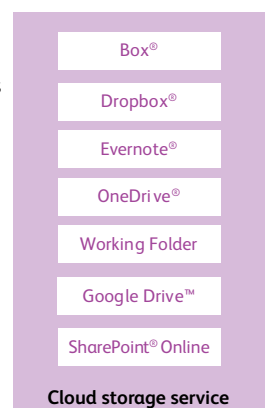 Box®
Dropbox®
Evernote®
OneDrive®
Working Folder
Google Drive™
SharePoint® Online
Cloud storage service